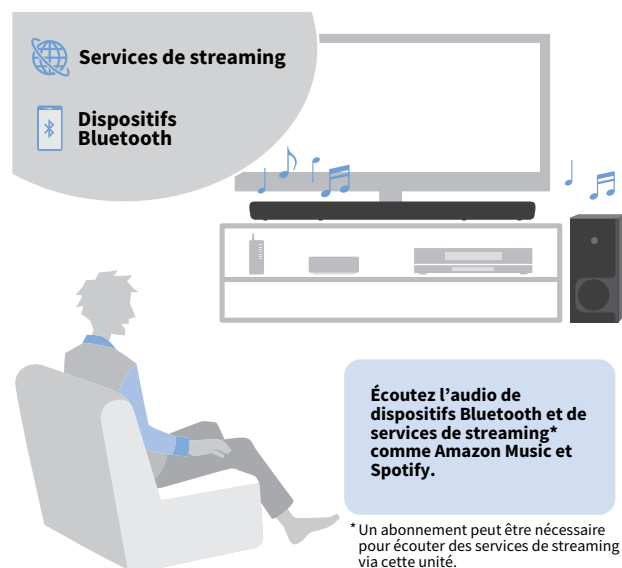 Services de streaming
Dispositifs
Bluetooth
Écoutez l’audio de
dispositifs Bluetooth et de
services de streaming*
comme Amazon Music et
Spotify.
* Un abonnement peut être nécessaire
pour écouter des services de streaming
via cette unité.